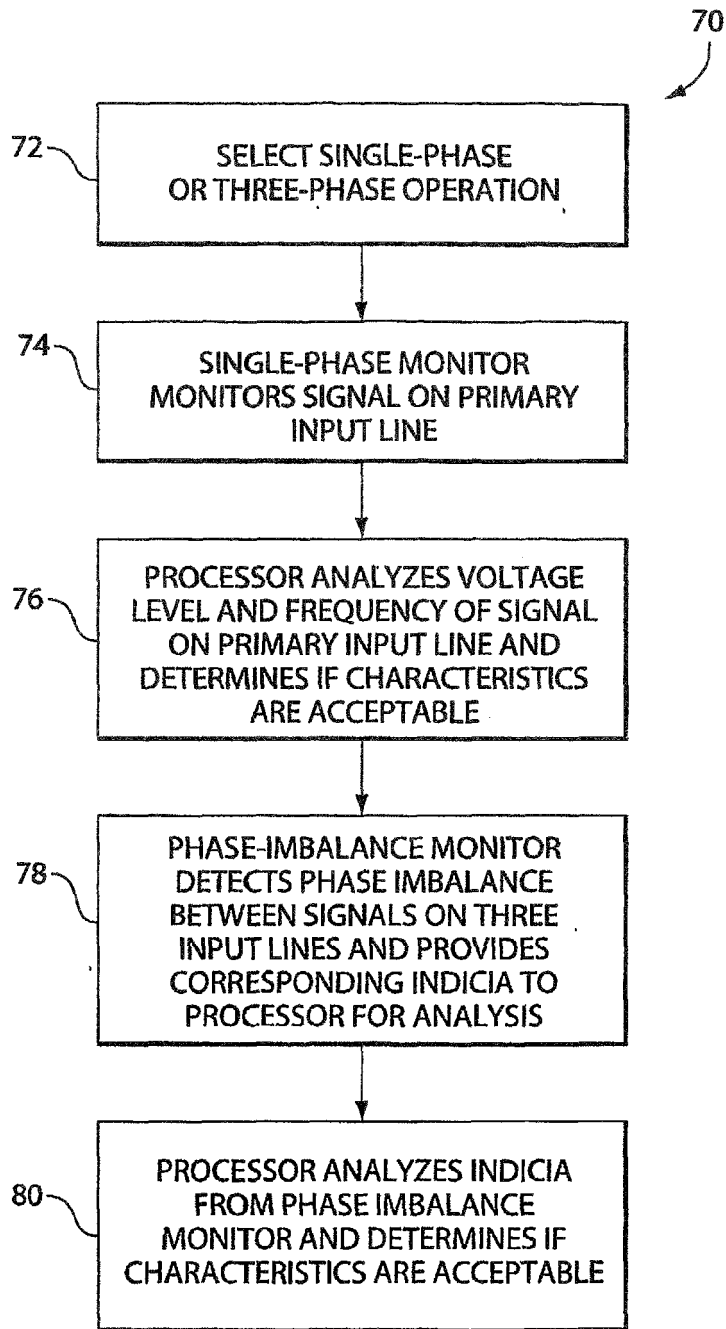 70
72
SELECT SINGLE-PHASE
OR THREE-PHASE OPERATION
74
SINGLE-PHASE MONITOR
MONITORS SIGNAL ON PRIMARY
INPUT LINE
76
PROCESSOR ANALYZES VOLTAGE
LEVEL AND FREQUENCY OF SIGNAL
ON PRIMARY INPUT LINE AND
DETERMINES IF CHARACTERISTICS
ARE ACCEPTABLE
78
PHASE-IMBALANCE MONITOR
DETECTS PHASE IMBALANCE
BETWEEN SIGNALS ON THREE
INPUT LINES AND PROVIDES
CORRESPONDING INDICIA TO
PROCESSOR FOR ANALYSIS
80
PROCESSOR ANALYZES INDICIA
FROM PHASE IMBALANCE
MONITOR AND DETERMINES IF
CHARACTERISTICS ARE ACCEPTABLE